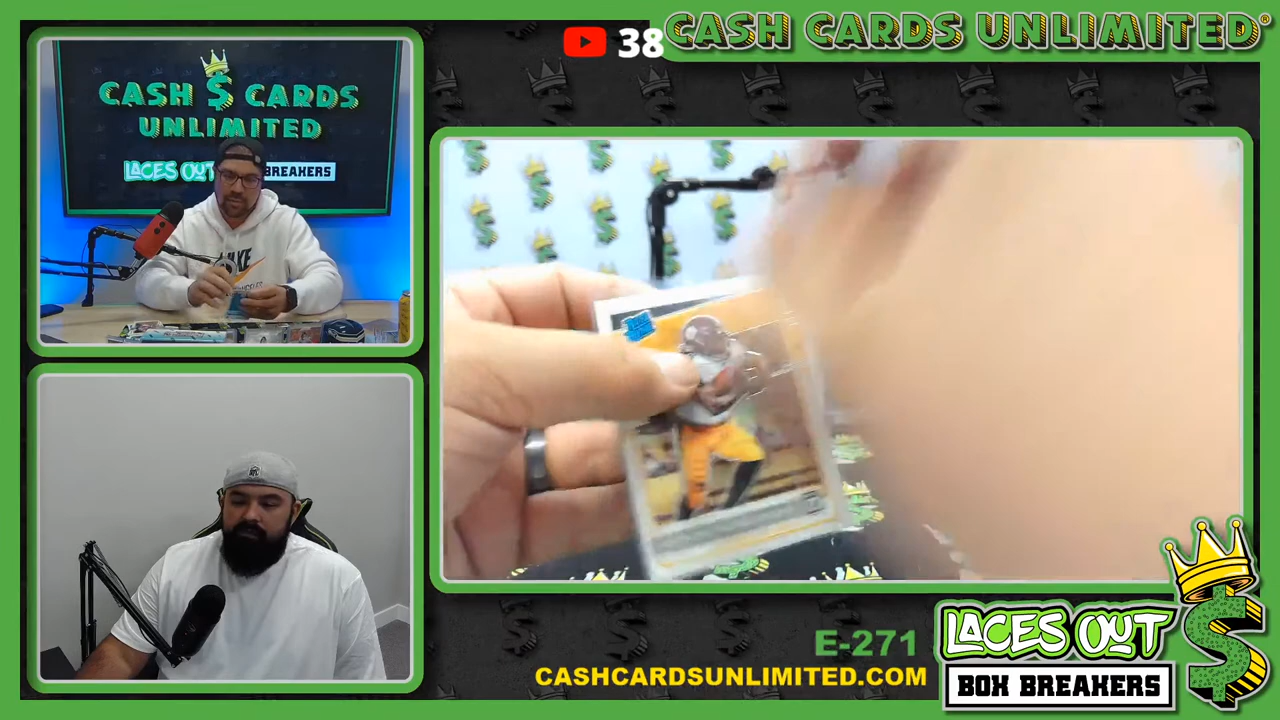 38
CASH CARDS UNLIMITED®
CASH $ CARDS
UNLIMITED
LACES OUT BREAKERS
E-271
CASHCARDSUNLIMITED.COM
LACES OUT
BOX BREAKERS